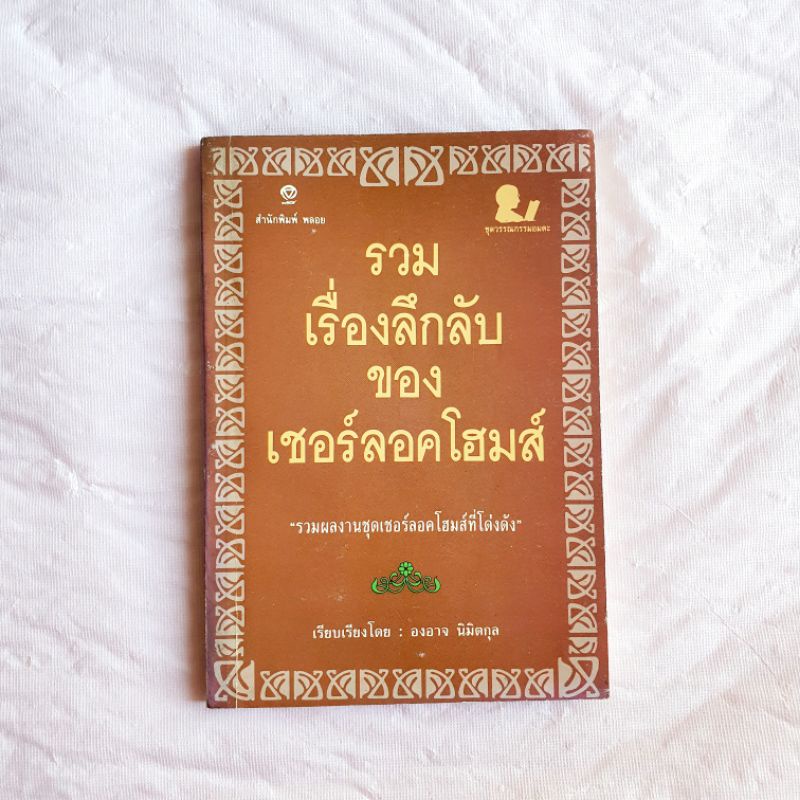 สำนักพิมพ์ พลอย
ชุดวรรณกรรมอมตะ
รวม
เรื่องลึกลับ
ของ
เชอร์ลอคโฮมส์
"รวมผลงานชุดเชอร์ลอคโฮมส์ที่โด่งดัง"
เรียบเรียงโดย : องอาจ นิมิตกุล